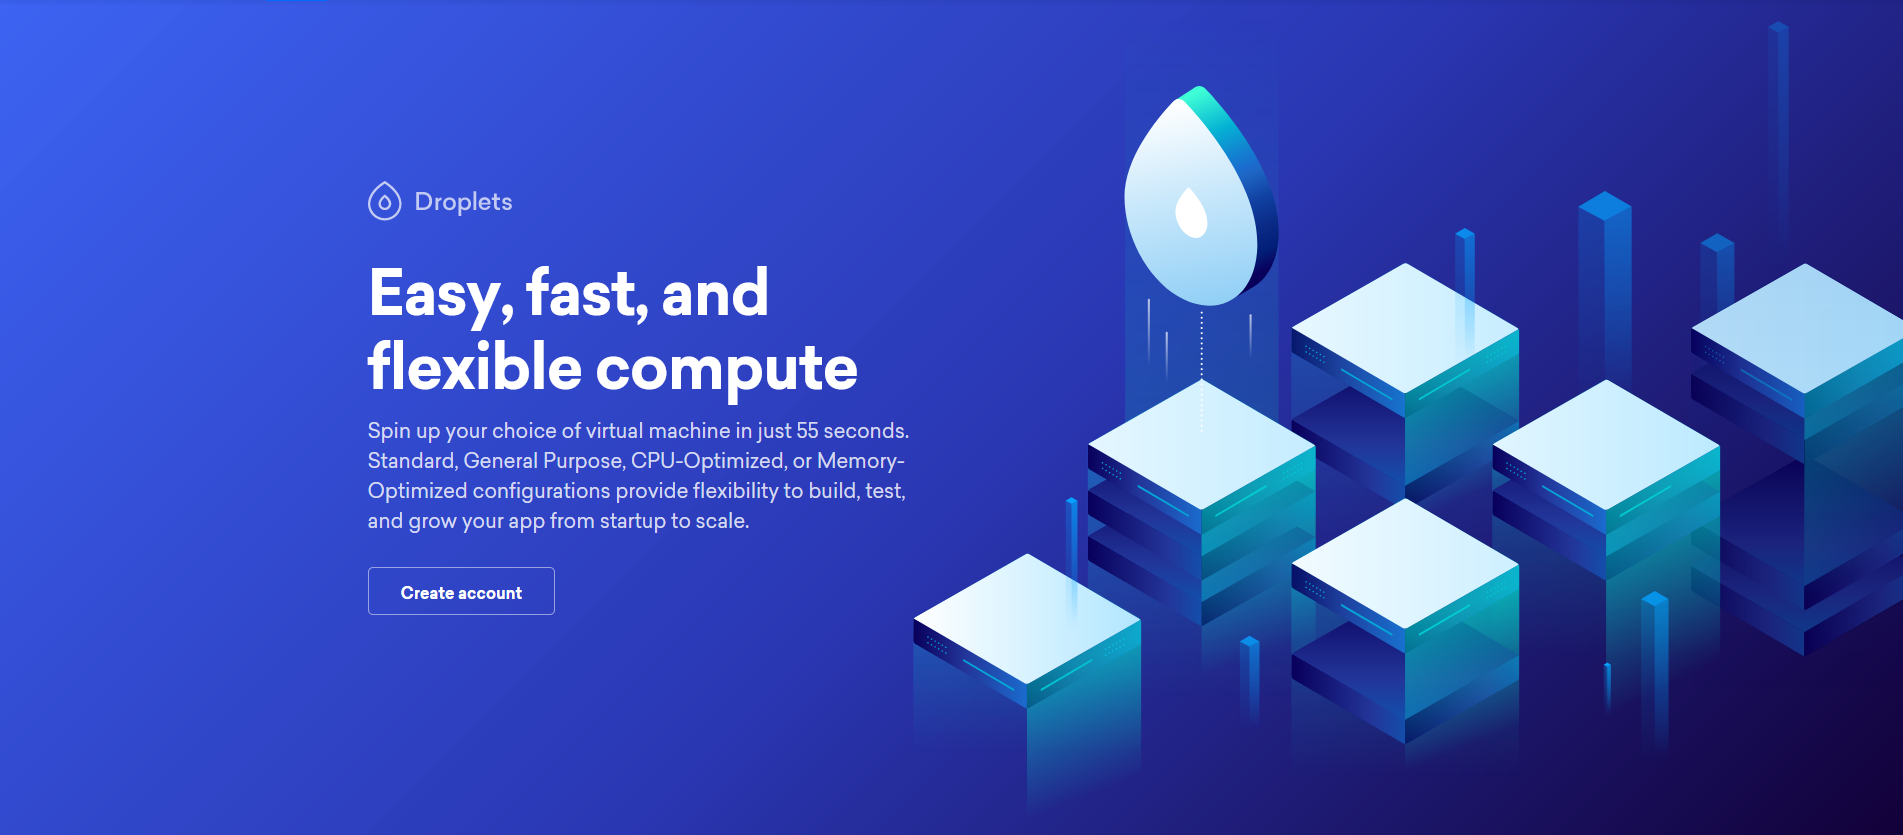 Droplets
Easy, fast, and
flexible compute
Spin up your choice of virtual machine in just 55 seconds.
Standard, General Purpose, CPU-Optimized, or Memory-
Optimized configurations provide flexibility to build, test,
and grow your app from startup to scale.
Create account